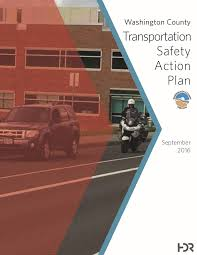 Washington County
Transportation
Safety
Action
Plan
September
2016
HDR